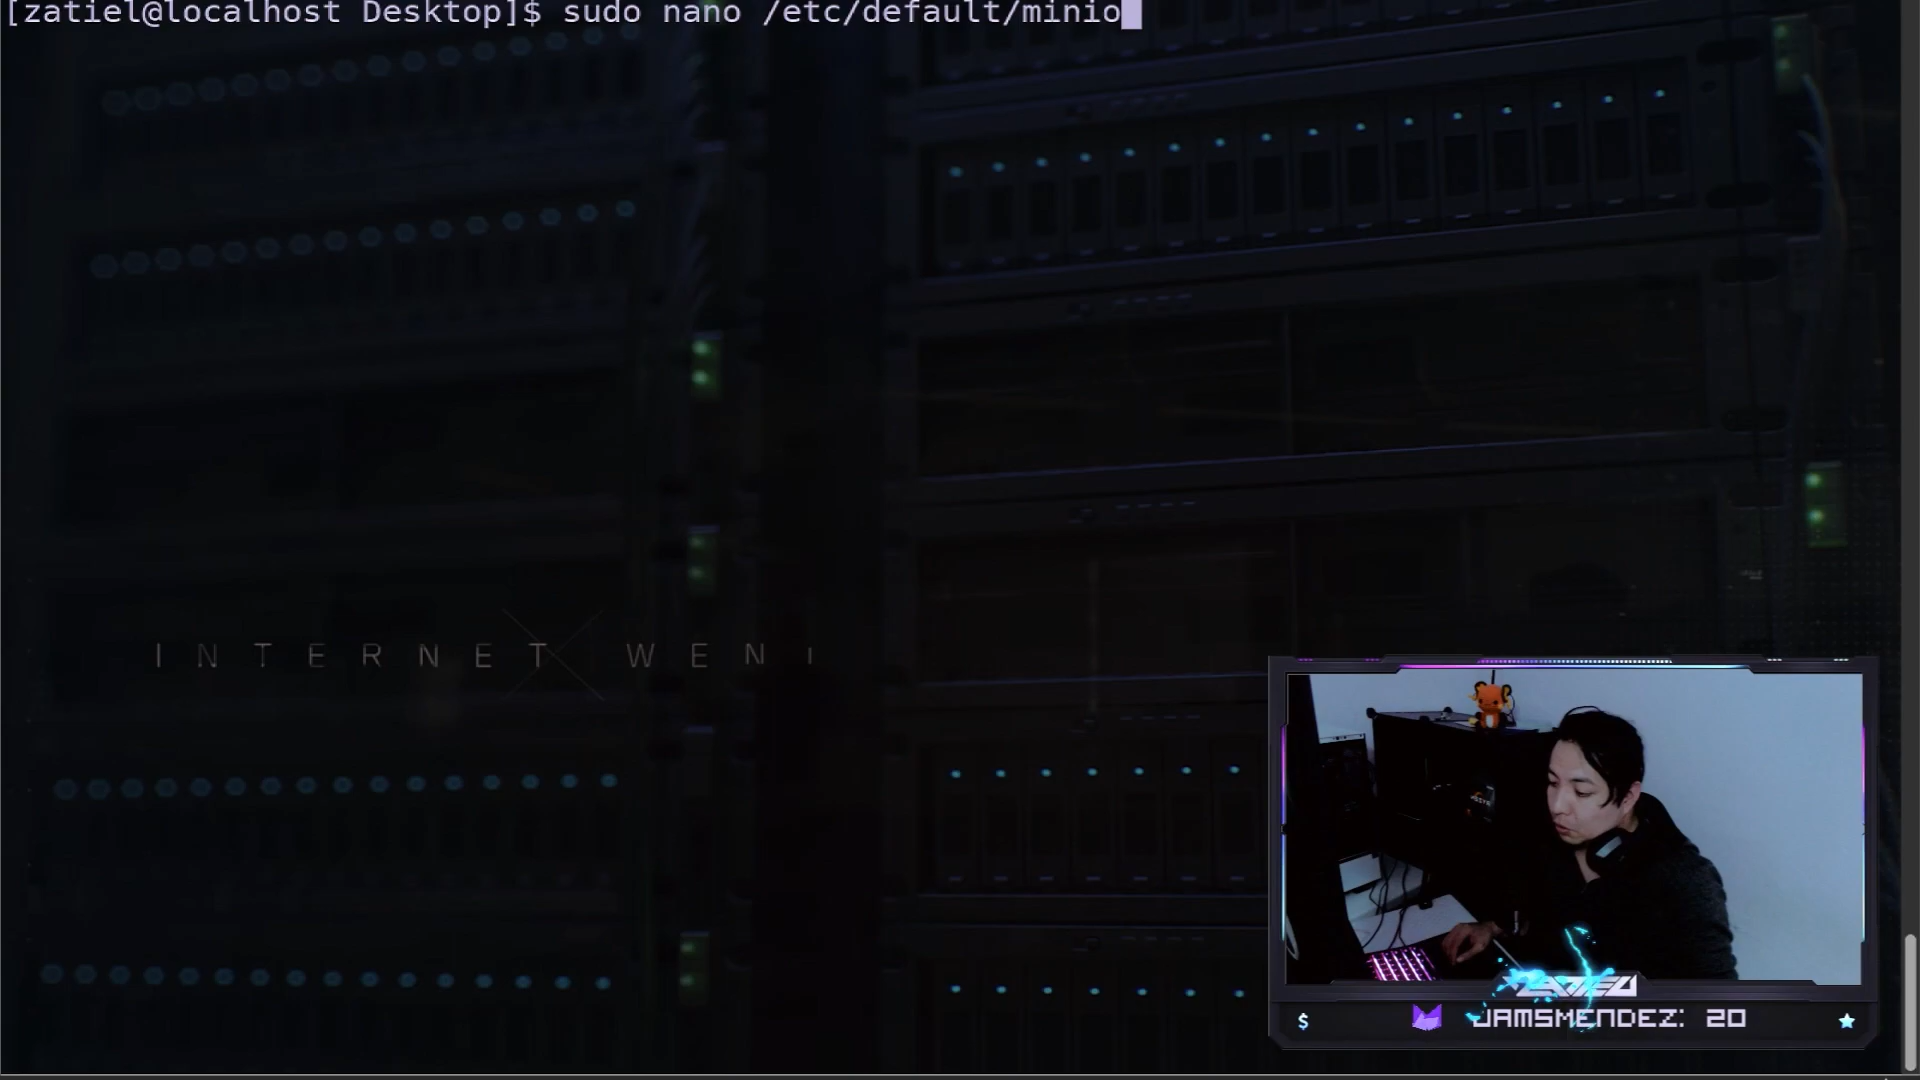 [zatiel@localhost Desktop]$ sudo nano /etc/default/minio
INTERNET WEN
$ JAMSMENDEZ: 20